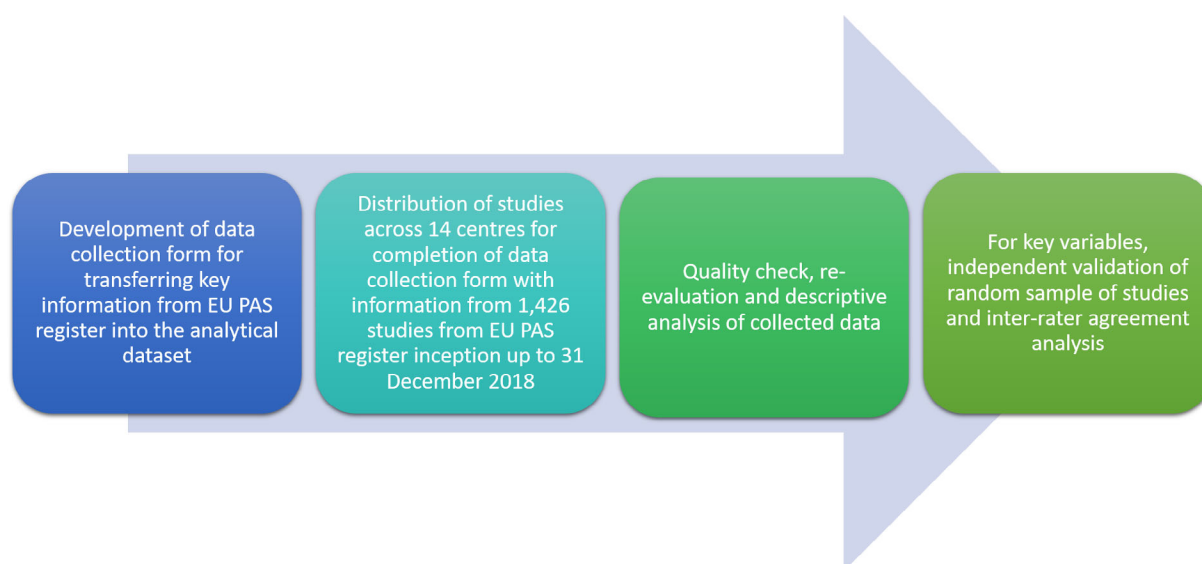 Development of data
collection form for
transferring key
information from EU PAS
register into the analytical
dataset
Distribution of studies
across 14 centres for
completion of data
collection form with
information from 1,426
studies from EU PAS
register inception up to 31
December 2018
Quality check, re-
evaluation and descriptive
analysis of collected data
For key variables,
independent validation of
random sample of studies
and inter-rater agreement
analysis